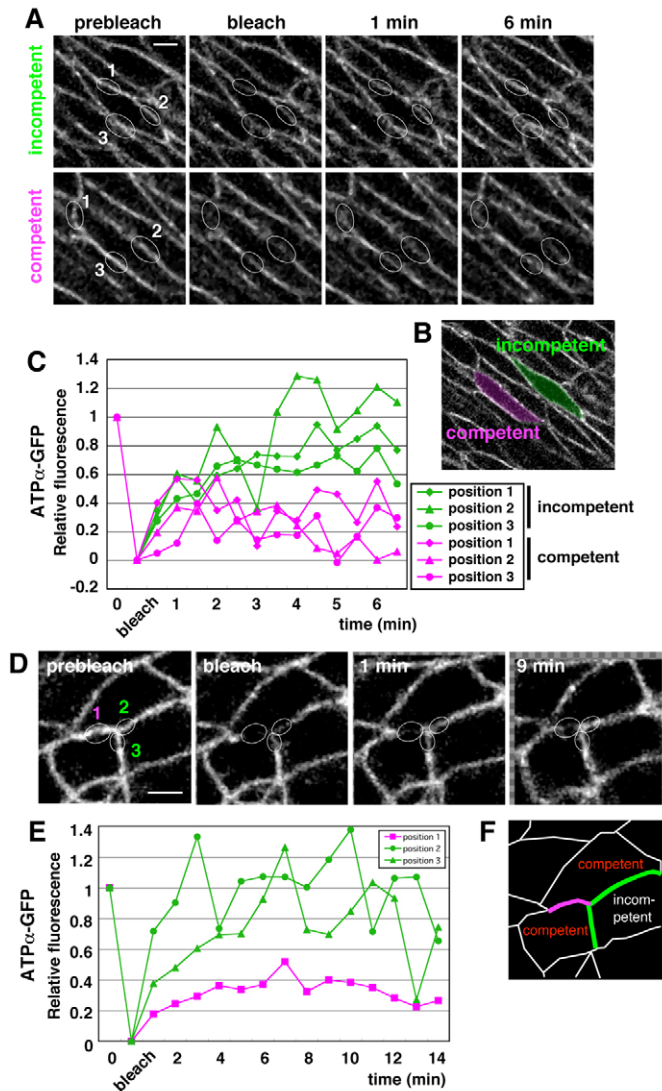 A
prebleach bleach 1 min 6 min
incompetent
1
2
3
competent
1
2
3
B
incompetent
competent
C
ATPα-GFP
Relative fluorescence
1.4
1.2
1
0.8
0.6
0.4
0.2
0
-0.2
0 bleach 1 2 3 4 5 6
time (min)
position 1
position 2
position 3
incompetent
position 1
position 2
position 3
competent
D
prebleach bleach 1 min 9 min
1 2
3
E
ATPα-GFP
Relative fluorescence
1.4
1.2
1
0.8
0.6
0.4
0.2
0
0 bleach 2 4 6 8 10 12 14
time (min)
position 1
position 2
position 3
F
competent
incom-
petent
competent